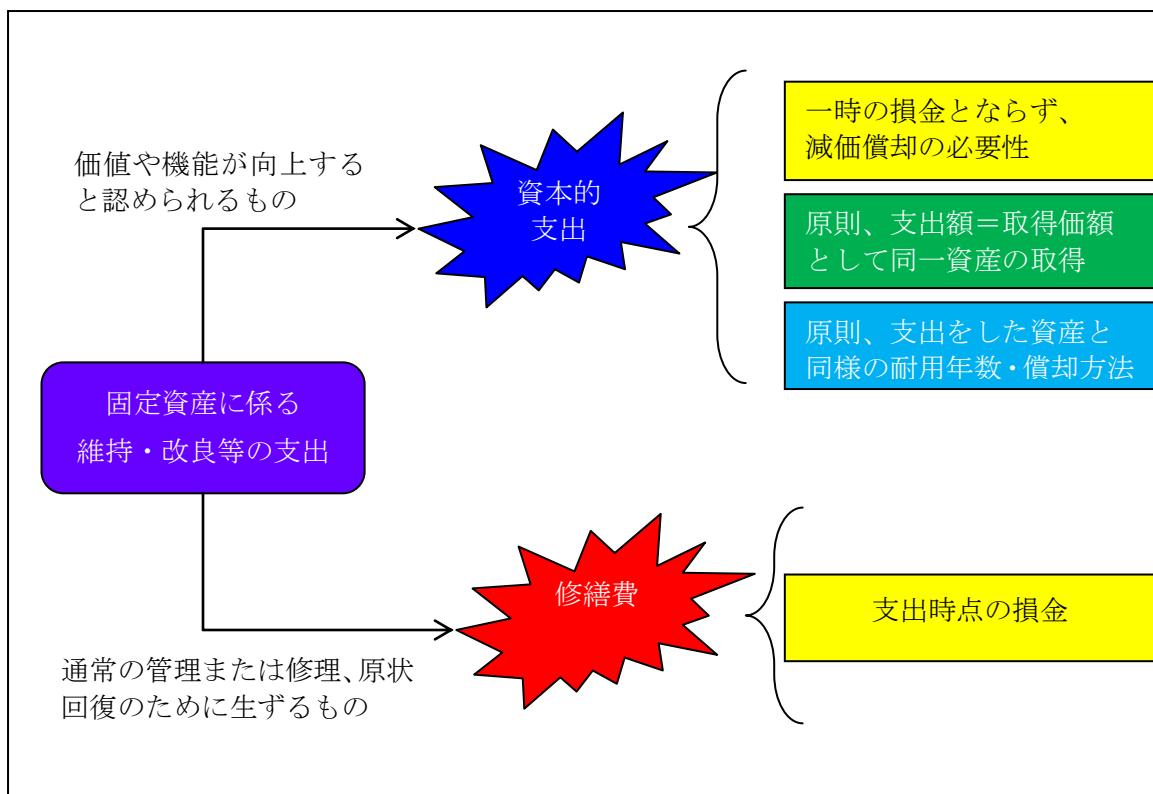 価値や機能が向上する
と認められるもの
資本的
支出
一時の損金とならず、
減価償却の必要性
原則、支出額＝取得価額
として同一資産の取得
原則、支出をした資産と
同様の耐用年数・償却方法
固定資産に係る
維持・改良等の支出
修繕費
支出時点の損金
通常の管理または修理、原状
回復のために生ずるもの